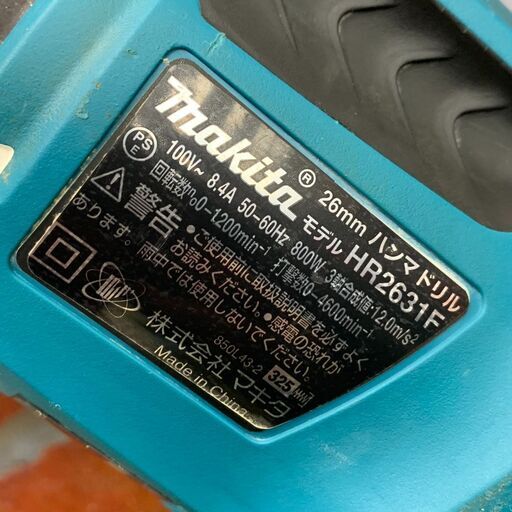 makita ®
26mm ハンマドリル
モデル HR2631F
PS E
100V~ 8.4A 50-60Hz 800W 3軸合成値:12.0m/s²
回転数 n₀0-1200min⁻¹ 打撃数0-4600min⁻¹
警告 ・ご使用前に取扱説明書を必ずよく
お読みください。・感電の恐れが
あります。雨中では使用しないでください。
株式会社マキタ
850L43-2
325
Made in China